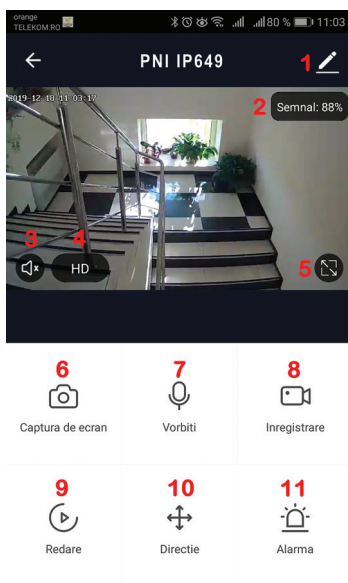 orange
TELEKOM.RO
80 % 11:03
PNI IP649
1
2019-12-18 11:03:17
2
Semnal: 88%
3
4
HD
5
6
7
8
Captura de ecran
Vorbiti
Inregistrare
9
10
11
Redare
Directie
Alarma